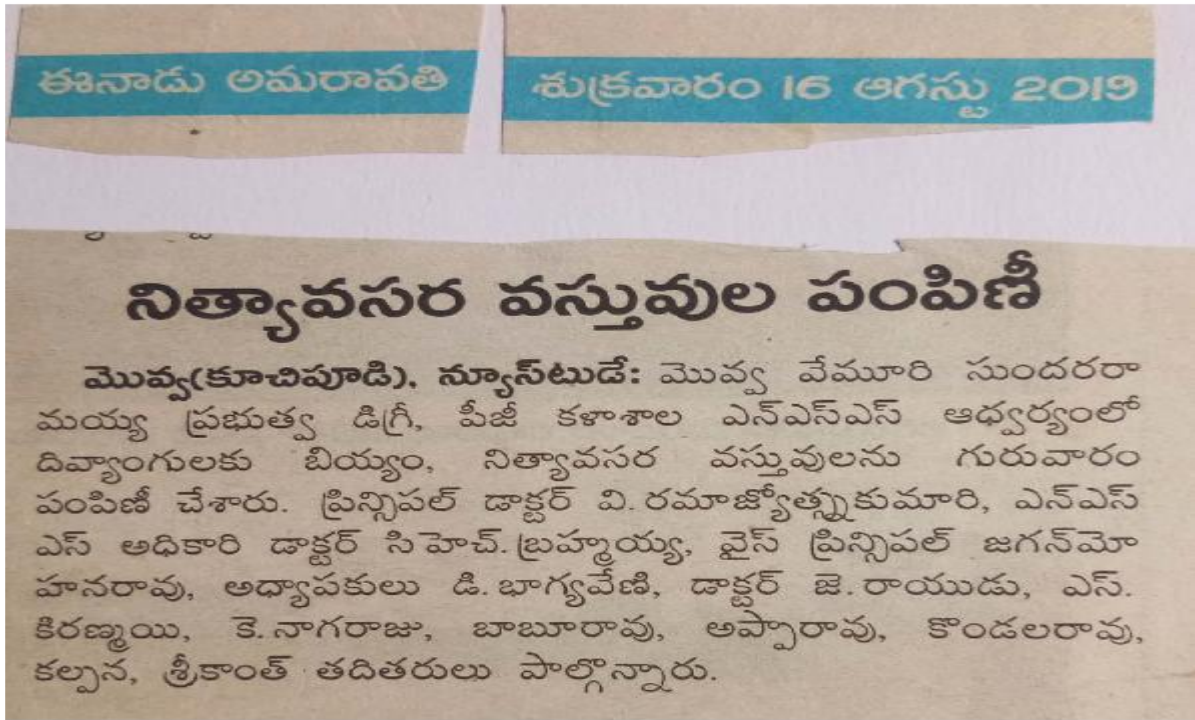 ఈనాడు అమరావతి
శుక్రవారం 16 ఆగస్టు 2019
నిత్యావసర వస్తువుల పంపిణీ
మొవ్వ(కూచిపూడి), న్యూస్‌టుడే: మొవ్వ వేమూరి సుందరరా
మయ్య ప్రభుత్వ డిగ్రీ, పీజీ కళాశాల ఎన్‌ఎస్‌ఎస్ ఆధ్వర్యంలో
దివ్యాంగులకు బియ్యం, నిత్యావసర వస్తువులను గురువారం
పంపిణీ చేశారు. ప్రిన్సిపల్ డాక్టర్ వి.రమాజ్యోత్స్నకుమారి, ఎన్ఎస్
ఎస్ అధికారి డాక్టర్ సిహెచ్.బ్రహ్మయ్య, వైస్ ప్రిన్సిపల్ జగన్‌మో
హనరావు, అధ్యాపకులు డి.భాగ్యవేణి, డాక్టర్ జె.రాయుడు, ఎస్.
కిరణ్మయి, కె.నాగరాజు, బాబూరావు, అప్పారావు, కొండలరావు,
కల్పన, శ్రీకాంత్ తదితరులు పాల్గొన్నారు.